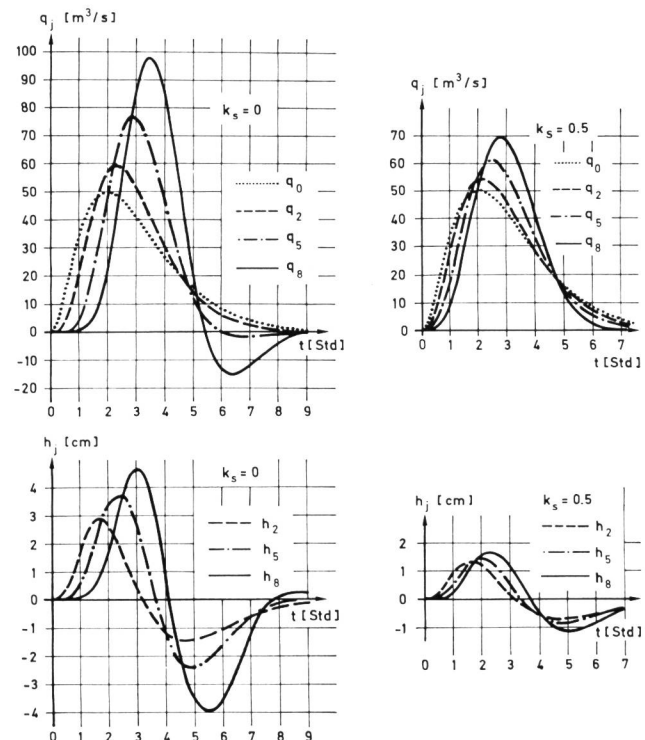 q_j [m³/s]
100
90
80
70
60
50
40
30
20
10
0
-10
-20
k_s = 0
q_0
q_2
q_5
q_8
t [Std]
0 1 2 3 4 5 6 7 8 9
q_j [m³/s]
70
60
50
40
30
20
10
0
k_s = 0.5
q_0
q_2
q_5
q_8
0 1 2 3 4 5 6 7
t [Std]
h_j [cm]
4
3
2
1
0
-1
-2
-3
-4
k_s = 0
h_2
h_5
h_8
t [Std]
0 1 2 3 4 5 6 7 8 9
h_j [cm]
2
1
0
-1
k_s = 0.5
h_2
h_5
h_8
t [Std]
0 1 2 3 4 5 6 7